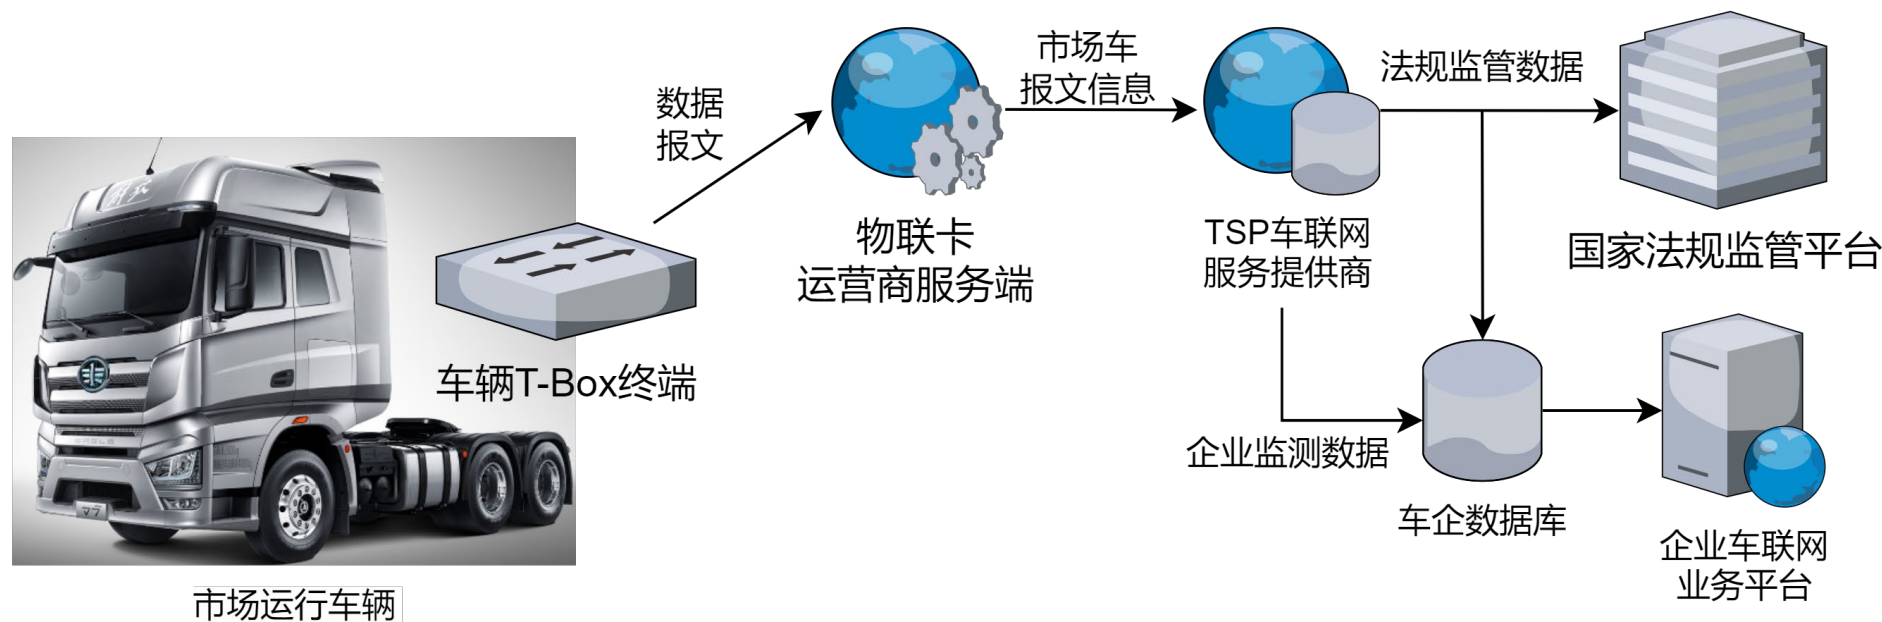 市场车
报文信息
法规监管数据
数据
报文
物联卡
运营商服务端
TSP车联网
服务提供商
国家法规监管平台
车辆T-Box终端
企业监测数据
车企数据库
企业车联网
业务平台
EAGLE
市场运行车辆